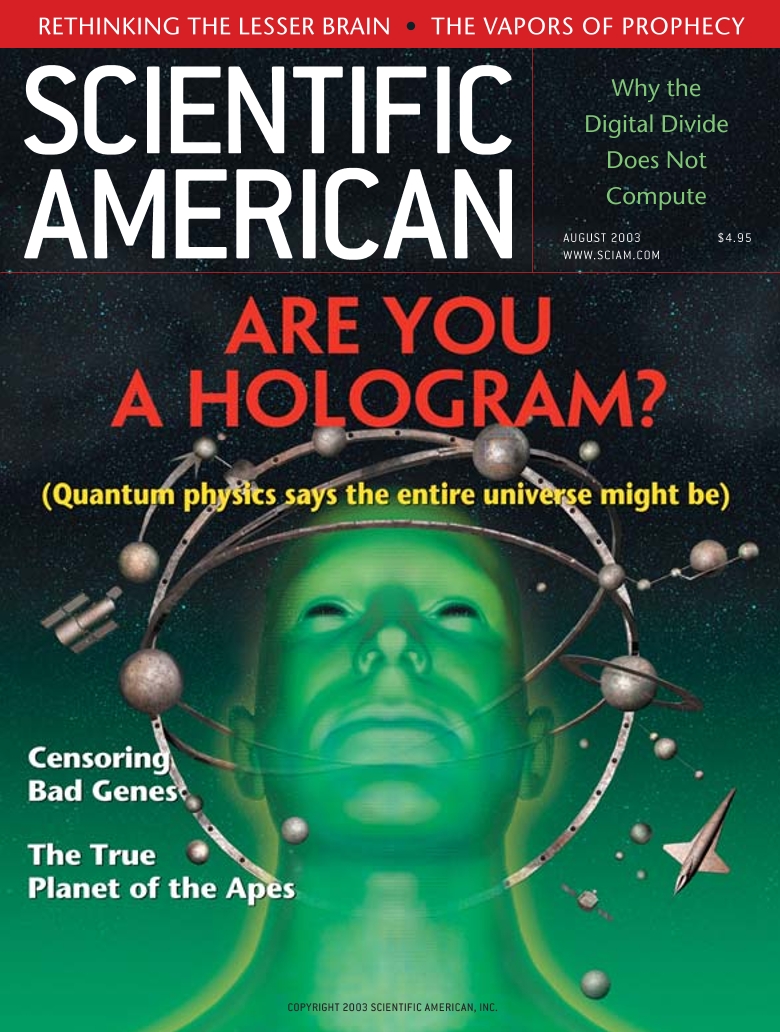 RETHINKING THE LESSER BRAIN • THE VAPORS OF PROPHECY
SCIENTIFIC
AMERICAN
Why the
Digital Divide
Does Not
Compute
AUGUST 2003 $4.95
WWW.SCIAM.COM
ARE YOU
A HOLOGRAM?
(Quantum physics says the entire universe might be)
Censoring
Bad Genes
The True
Planet of the Apes
COPYRIGHT 2003 SCIENTIFIC AMERICAN, INC.